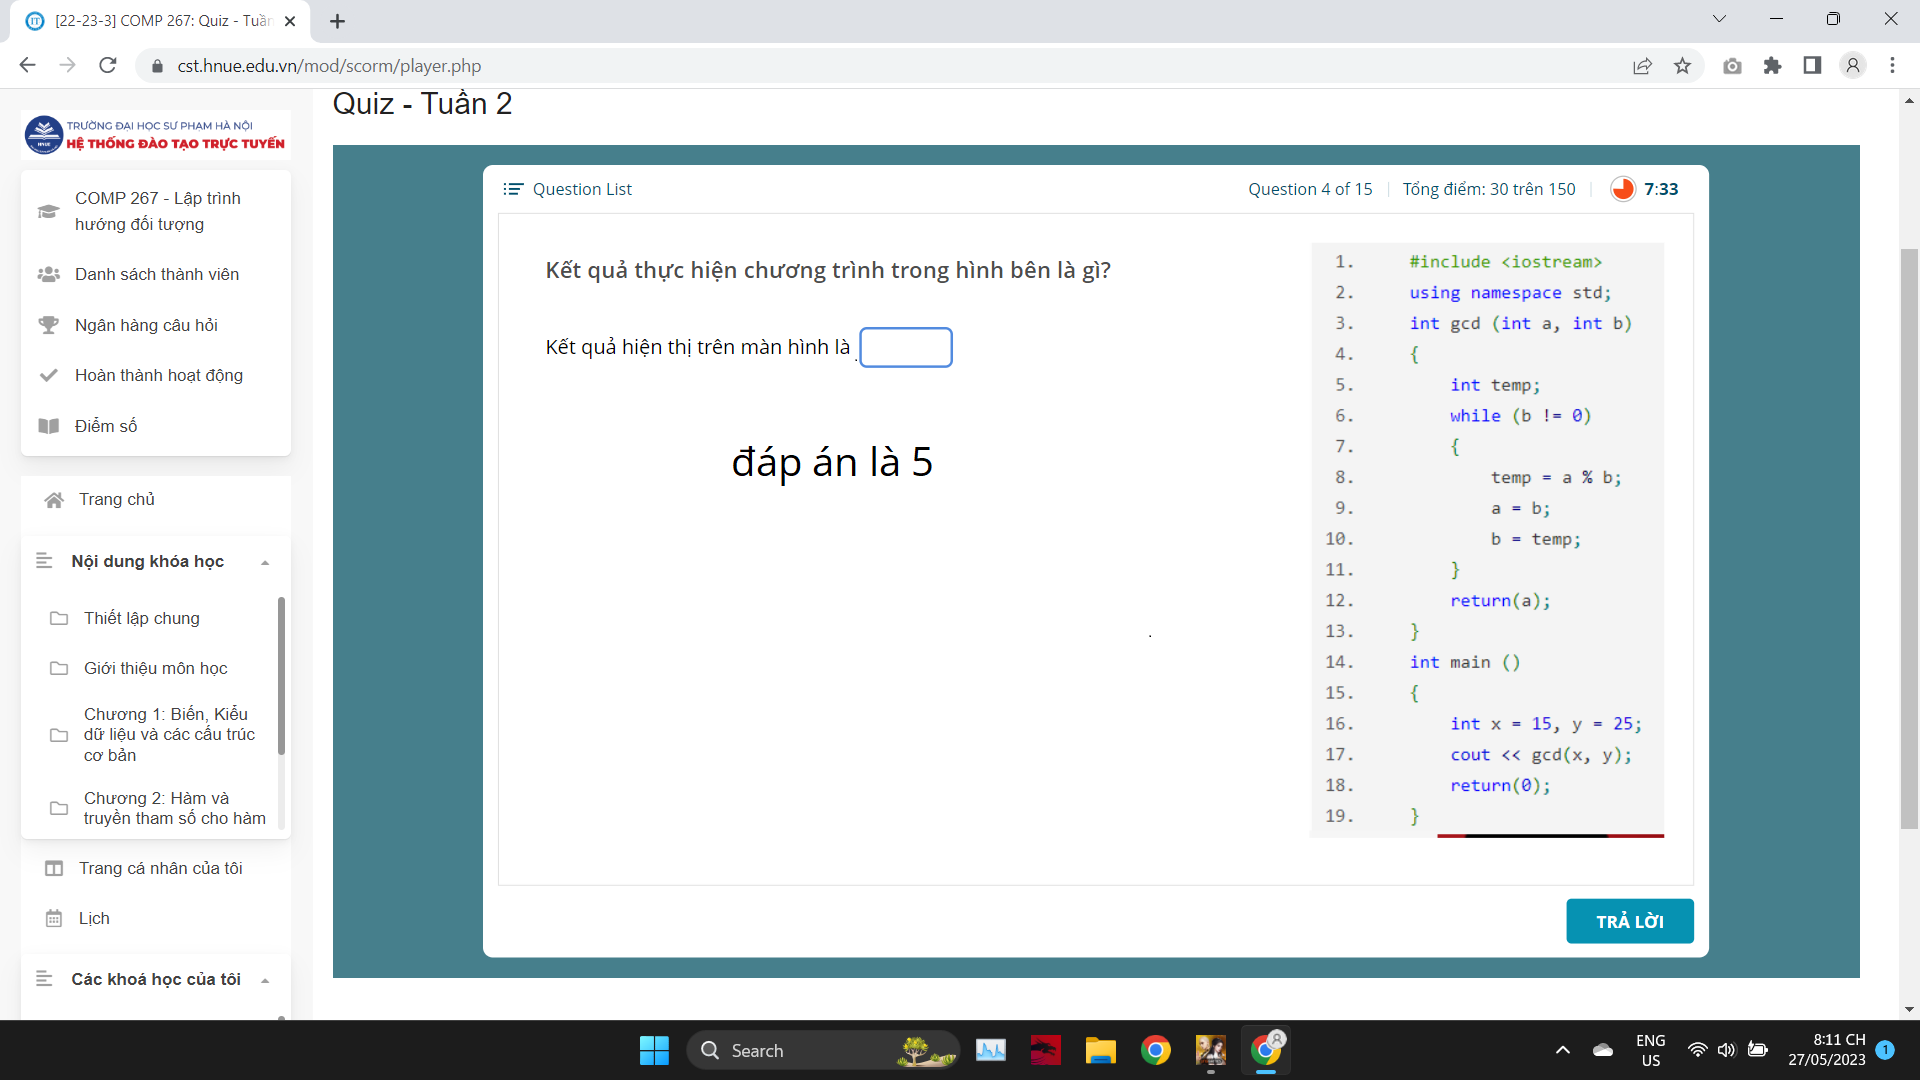 [22-23-3] COMP 267: Quiz - Tuần
cst.hnue.edu.vn/mod/scorm/player.php
TRƯỜNG ĐẠI HỌC SƯ PHẠM HÀ NỘI
HỆ THỐNG ĐÀO TẠO TRỰC TUYẾN
COMP 267 - Lập trình
hướng đối tượng
Danh sách thành viên
Ngân hàng câu hỏi
Hoàn thành hoạt động
Điểm số
Trang chủ
Nội dung khóa học
Thiết lập chung
Giới thiệu môn học
Chương 1: Biến, Kiểu
dữ liệu và các cấu trúc
cơ bản
Chương 2: Hàm và
truyền tham số cho hàm
Trang cá nhân của tôi
Lịch
Các khoá học của tôi
Quiz - Tuần 2
Question List
Question 4 of 15
Tổng điểm: 30 trên 150
7:33
Kết quả thực hiện chương trình trong hình bên là gì?
Kết quả hiện thị trên màn hình là
đáp án là 5
1. #include <iostream>
2. using namespace std;
3. int gcd (int a, int b)
4. {
5. int temp;
6. while (b != 0)
7. {
8. temp = a % b;
9. a = b;
10. b = temp;
11. }
12. return(a);
13. }
14. int main ()
15. {
16. int x = 15, y = 25;
17. cout << gcd(x, y);
18. return(0);
19. }
TRẢ LỜI
Search
ENG
US
8:11 CH
27/05/2023
1